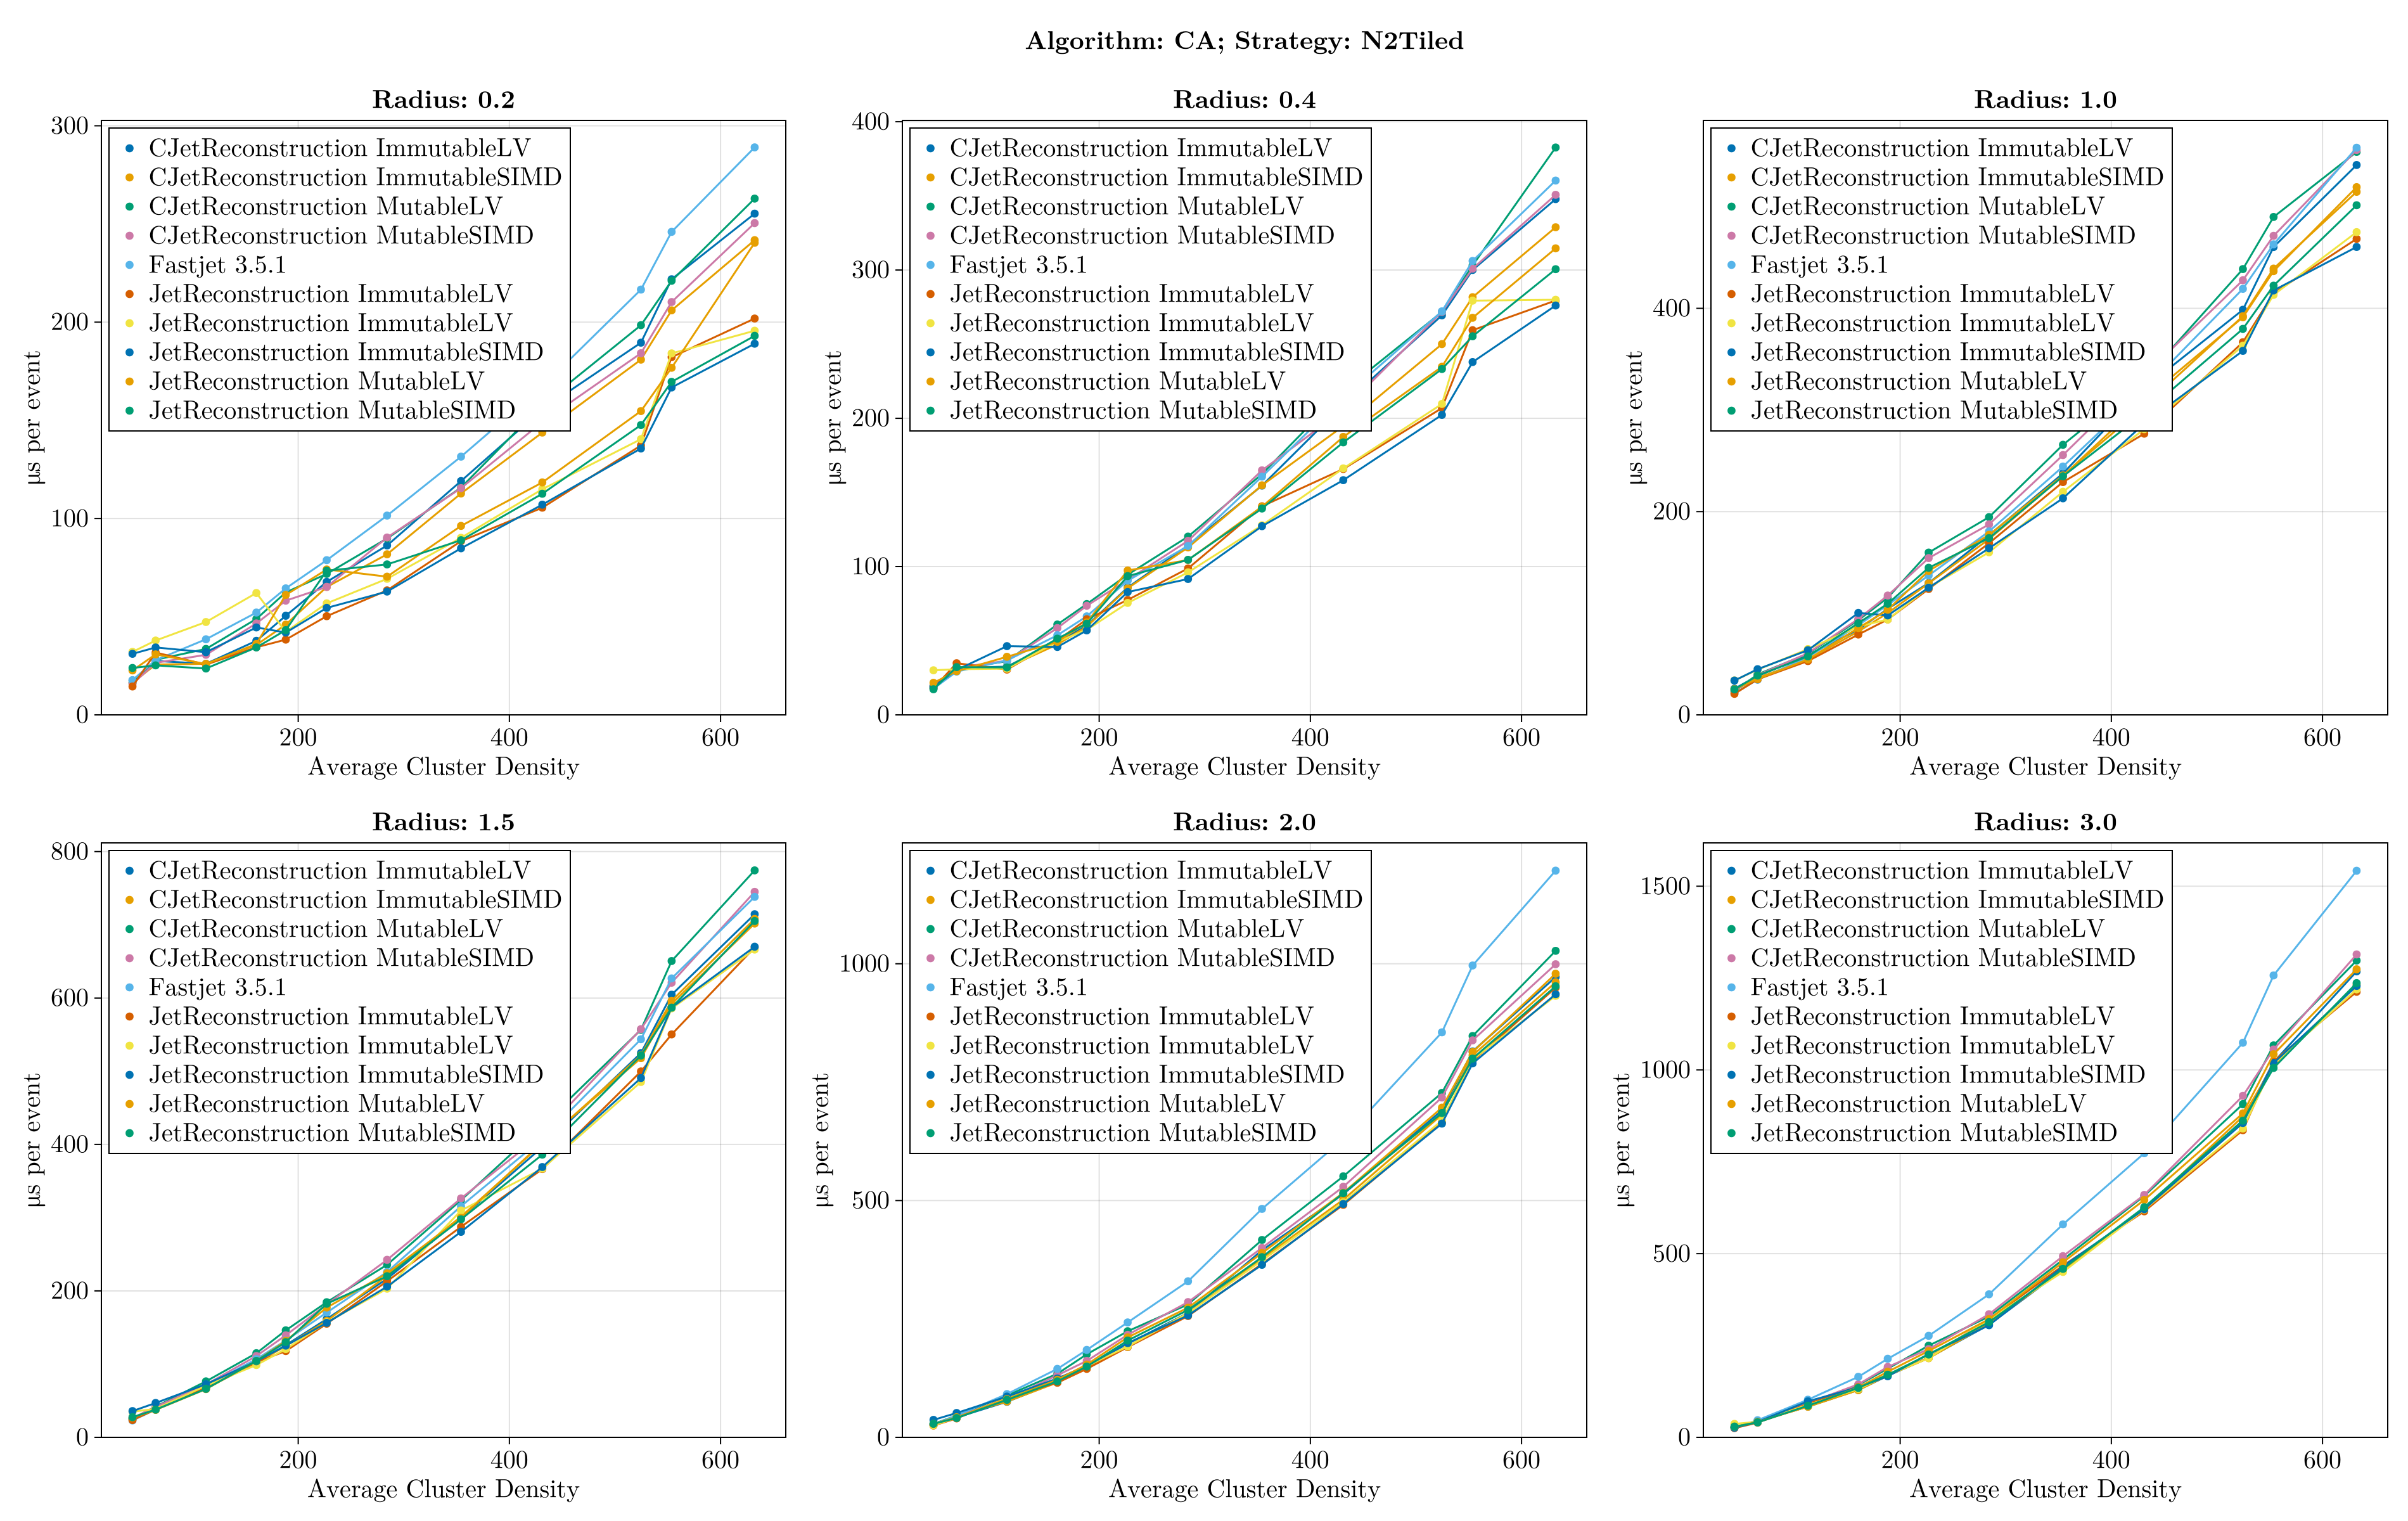 Algorithm: CA; Strategy: N2Tiled
Radius: 0.2
300
200
100
0
µs per event
CJetReconstruction ImmutableLV
CJetReconstruction ImmutableSIMD
CJetReconstruction MutableLV
CJetReconstruction MutableSIMD
Fastjet 3.5.1
JetReconstruction ImmutableLV
JetReconstruction ImmutableLV
JetReconstruction ImmutableSIMD
JetReconstruction MutableLV
JetReconstruction MutableSIMD
200 400 600
Average Cluster Density
Radius: 0.4
400
300
200
100
0
µs per event
CJetReconstruction ImmutableLV
CJetReconstruction ImmutableSIMD
CJetReconstruction MutableLV
CJetReconstruction MutableSIMD
Fastjet 3.5.1
JetReconstruction ImmutableLV
JetReconstruction ImmutableLV
JetReconstruction ImmutableSIMD
JetReconstruction MutableLV
JetReconstruction MutableSIMD
200 400 600
Average Cluster Density
Radius: 1.0
400
200
0
µs per event
CJetReconstruction ImmutableLV
CJetReconstruction ImmutableSIMD
CJetReconstruction MutableLV
CJetReconstruction MutableSIMD
Fastjet 3.5.1
JetReconstruction ImmutableLV
JetReconstruction ImmutableLV
JetReconstruction ImmutableSIMD
JetReconstruction MutableLV
JetReconstruction MutableSIMD
200 400 600
Average Cluster Density
Radius: 1.5
800
600
400
200
0
µs per event
CJetReconstruction ImmutableLV
CJetReconstruction ImmutableSIMD
CJetReconstruction MutableLV
CJetReconstruction MutableSIMD
Fastjet 3.5.1
JetReconstruction ImmutableLV
JetReconstruction ImmutableLV
JetReconstruction ImmutableSIMD
JetReconstruction MutableLV
JetReconstruction MutableSIMD
200 400 600
Average Cluster Density
Radius: 2.0
1000
500
0
µs per event
CJetReconstruction ImmutableLV
CJetReconstruction ImmutableSIMD
CJetReconstruction MutableLV
CJetReconstruction MutableSIMD
Fastjet 3.5.1
JetReconstruction ImmutableLV
JetReconstruction ImmutableLV
JetReconstruction ImmutableSIMD
JetReconstruction MutableLV
JetReconstruction MutableSIMD
200 400 600
Average Cluster Density
Radius: 3.0
1500
1000
500
0
µs per event
CJetReconstruction ImmutableLV
CJetReconstruction ImmutableSIMD
CJetReconstruction MutableLV
CJetReconstruction MutableSIMD
Fastjet 3.5.1
JetReconstruction ImmutableLV
JetReconstruction ImmutableLV
JetReconstruction ImmutableSIMD
JetReconstruction MutableLV
JetReconstruction MutableSIMD
200 400 600
Average Cluster Density